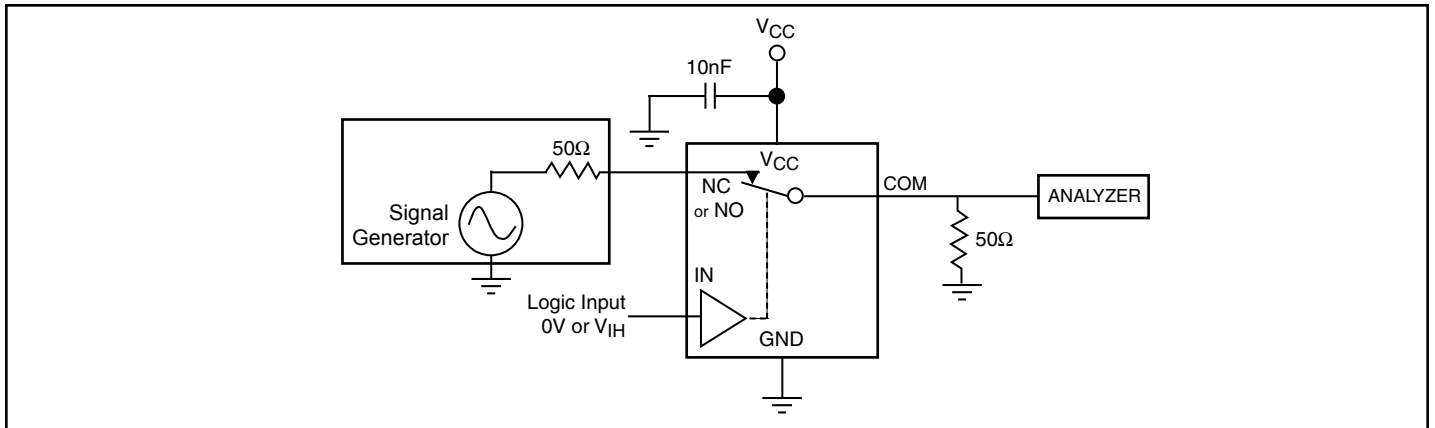 VCC
10nF
50Ω
VCC
NC
or NO
COM
ANALYZER
Signal
Generator
50Ω
IN
Logic Input
0V or VIH
GND